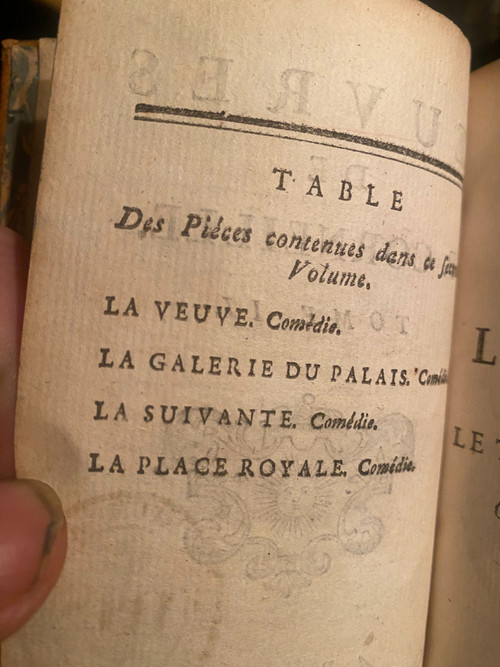 TABLE
Des Piéces contenues dans ce
Volume.
LA VEUVE. Comédie.
LA GALERIE DU PALAIS.
LA SUIVANTE. Comédie.
LA PLACE ROYALE. Comédie.